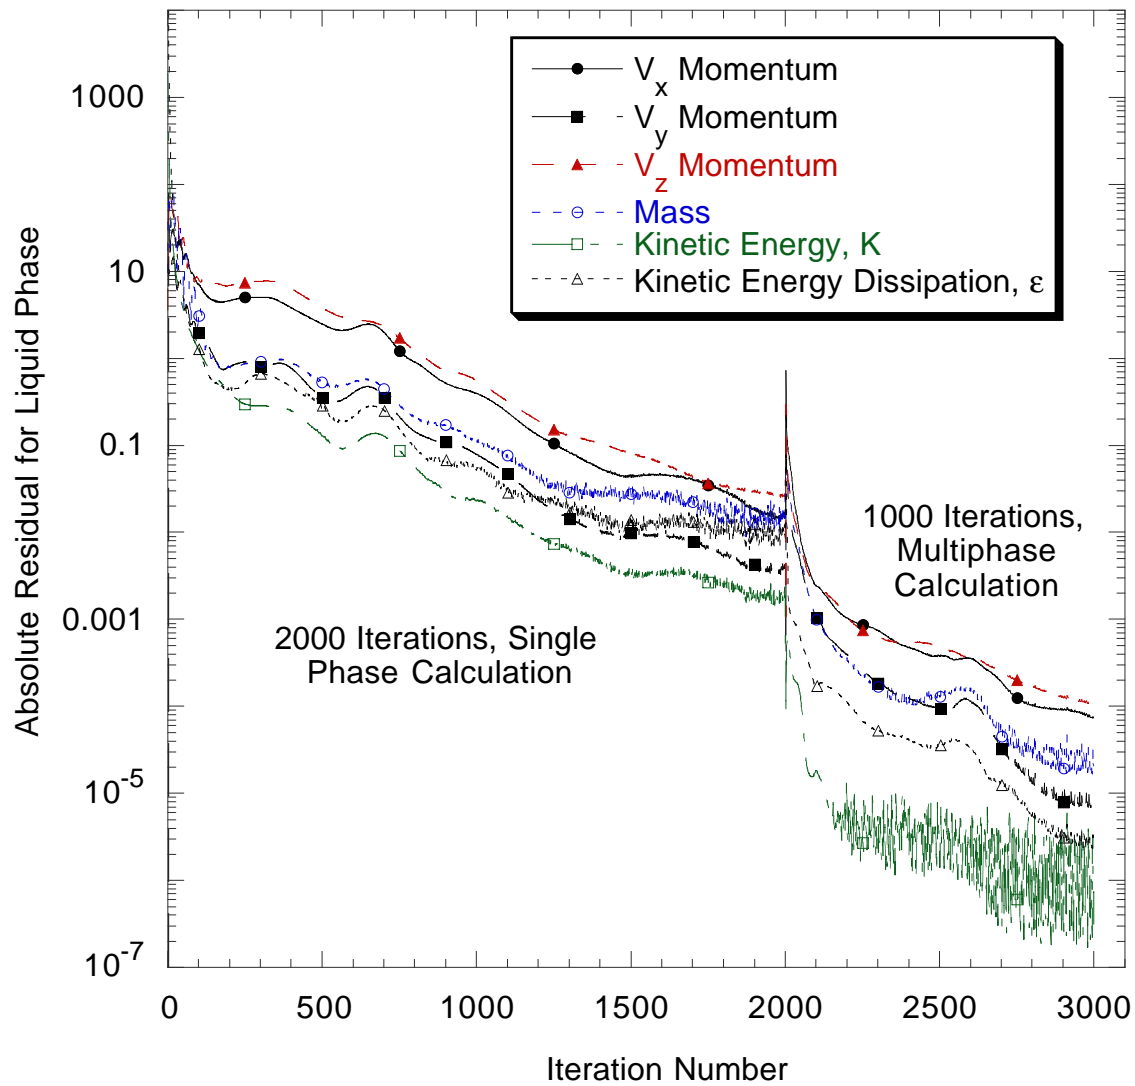 Absolute Residual for Liquid Phase
1000
10
0.1
0.001
10-5
10-7
Vx Momentum
Vy Momentum
Vz Momentum
Mass
Kinetic Energy, K
Kinetic Energy Dissipation, ε
1000 Iterations,
Multiphase
Calculation
2000 Iterations, Single
Phase Calculation
0 500 1000 1500 2000 2500 3000
Iteration Number